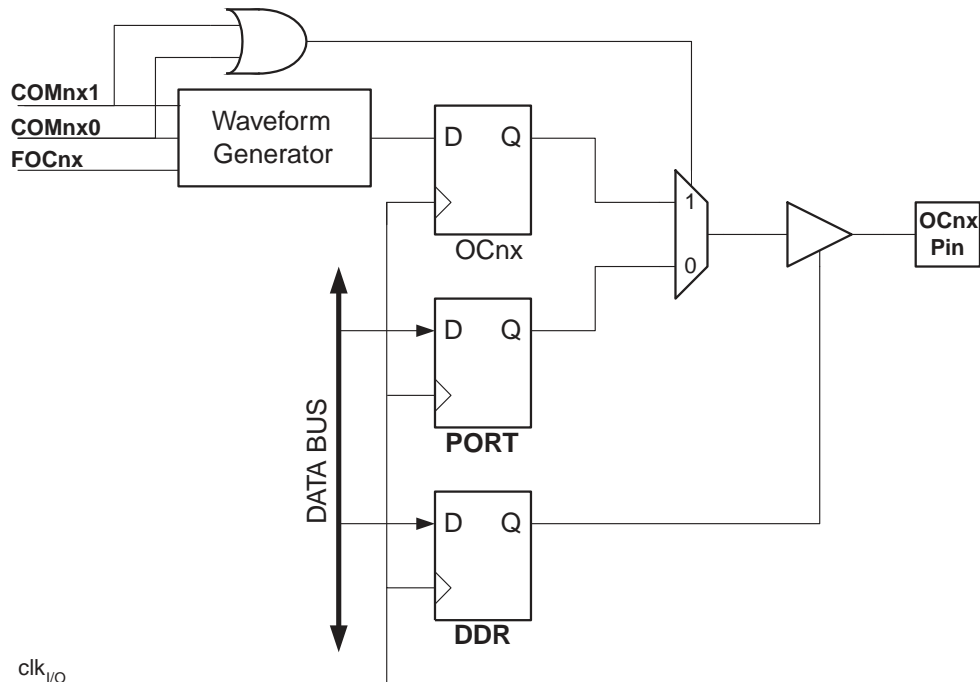 COMnx1
COMnx0
FOCnx
Waveform
Generator
D Q
OCnx
1
0
OCnx
Pin
D Q
PORT
DATA BUS
D Q
DDR
clkI/O